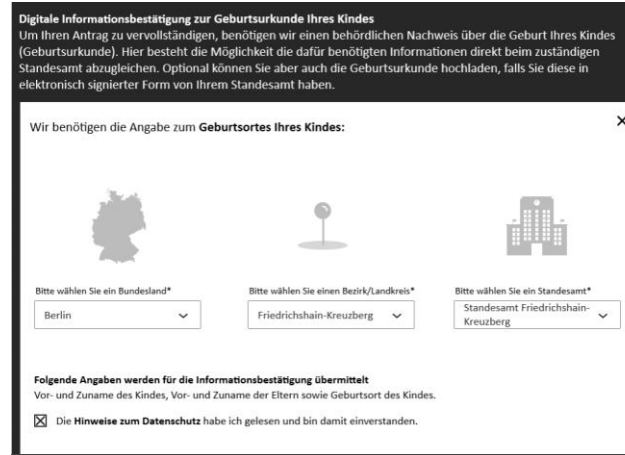 Digitale Informationsbestätigung zur Geburtsurkunde Ihres Kindes
Um Ihren Antrag zu vervollständigen, benötigen wir einen behördlichen Nachweis über die Geburt Ihres Kindes
(Geburtsurkunde). Hier besteht die Möglichkeit die dafür benötigten Informationen direkt beim zuständigen
Standesamt abzugleichen. Optional können Sie aber auch die Geburtsurkunde hochladen, falls Sie diese in
elektronisch signierter Form von Ihrem Standesamt haben.
Wir benötigen die Angabe zum Geburtsortes Ihres Kindes:
Bitte wählen Sie ein Bundesland*
Berlin
Bitte wählen Sie einen Bezirk/Landkreis*
Friedrichshain-Kreuzberg
Bitte wählen Sie ein Standesamt*
Standesamt Friedrichshain-
Kreuzberg
Folgende Angaben werden für die Informationsbestätigung übermittelt
Vor- und Zuname des Kindes, Vor- und Zuname der Eltern sowie Geburtsort des Kindes.
Die Hinweise zum Datenschutz habe ich gelesen und bin damit einverstanden.